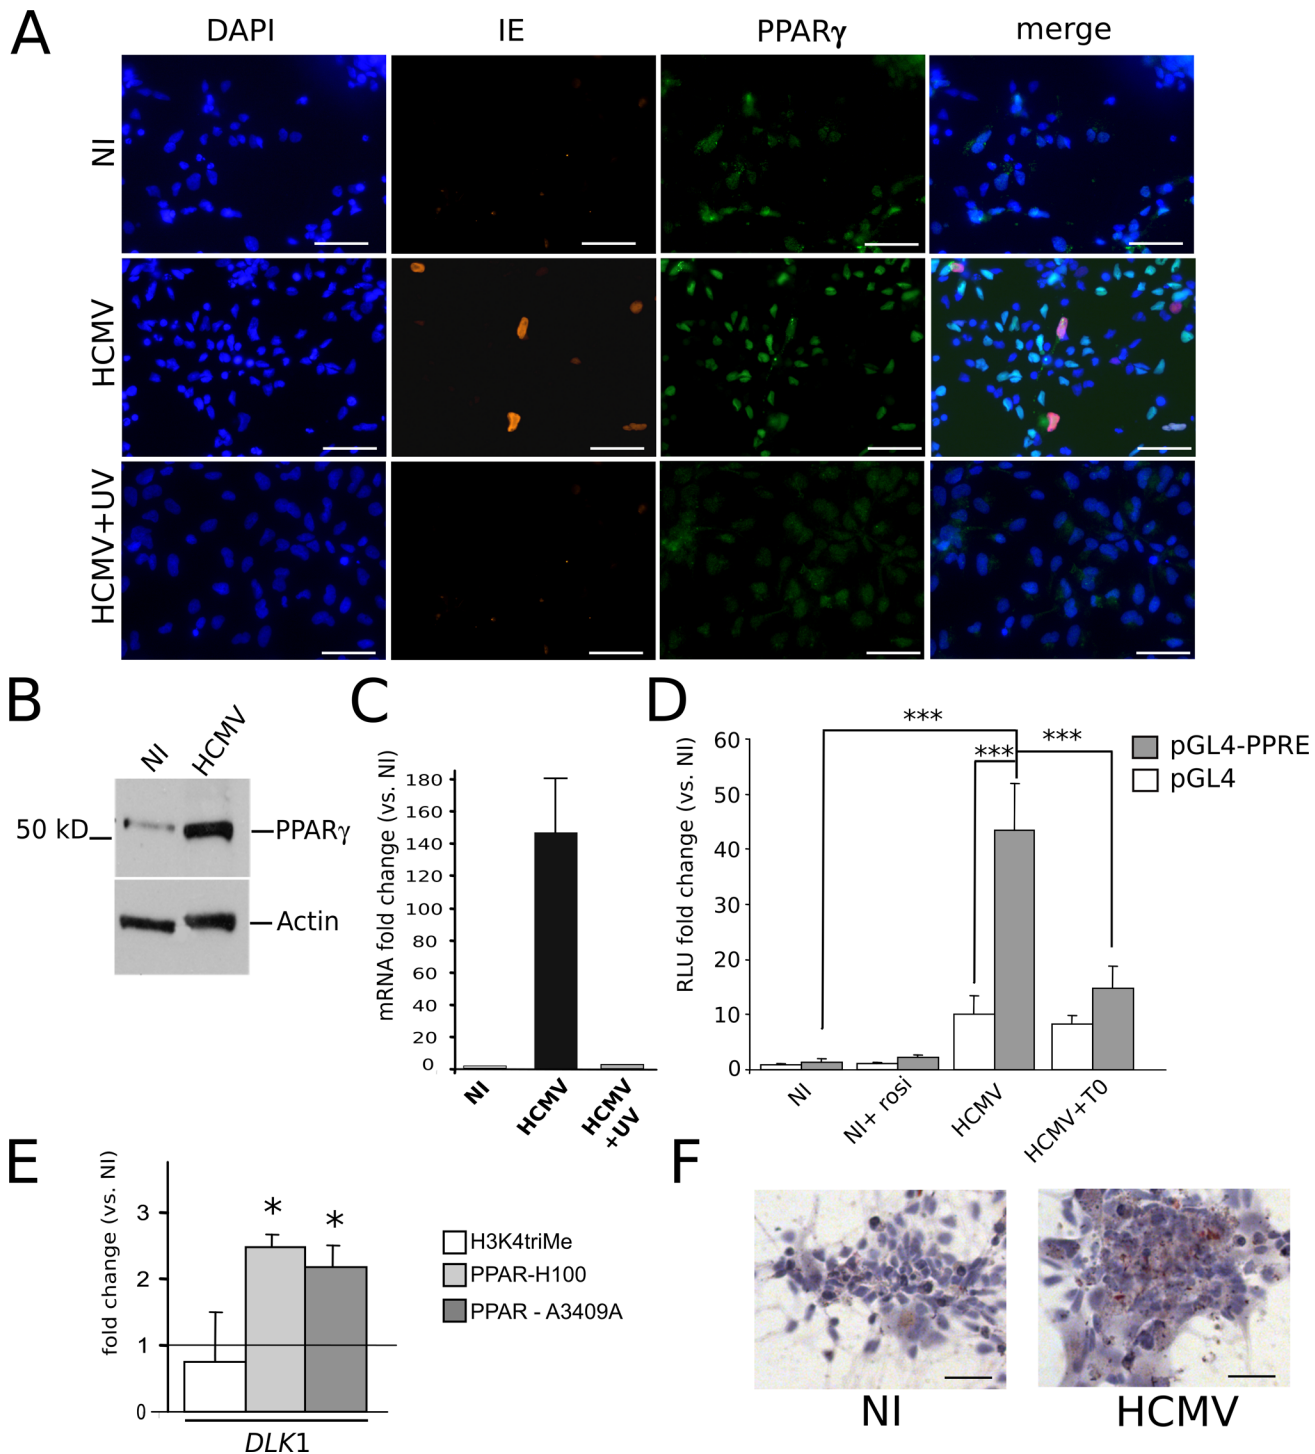 A
DAPI
IE
PPARγ
merge
NI
HCMV
HCMV+UV
B
NI
HCMV
50 kD
PPARγ
Actin
C
mRNA fold change (vs. NI)
180
160
140
120
100
80
60
40
20
0
NI
HCMV
HCMV
+UV
D
RLU fold change (vs. NI)
60
50
40
30
20
10
0
***
***
***
pGL4-PPRE
pGL4
NI
NI+ rosi
HCMV
HCMV+T0
E
fold change (vs. NI)
3
2
1
0
*
*
H3K4triMe
PPAR-H100
PPAR - A3409A
DLK1
F
NI
HCMV